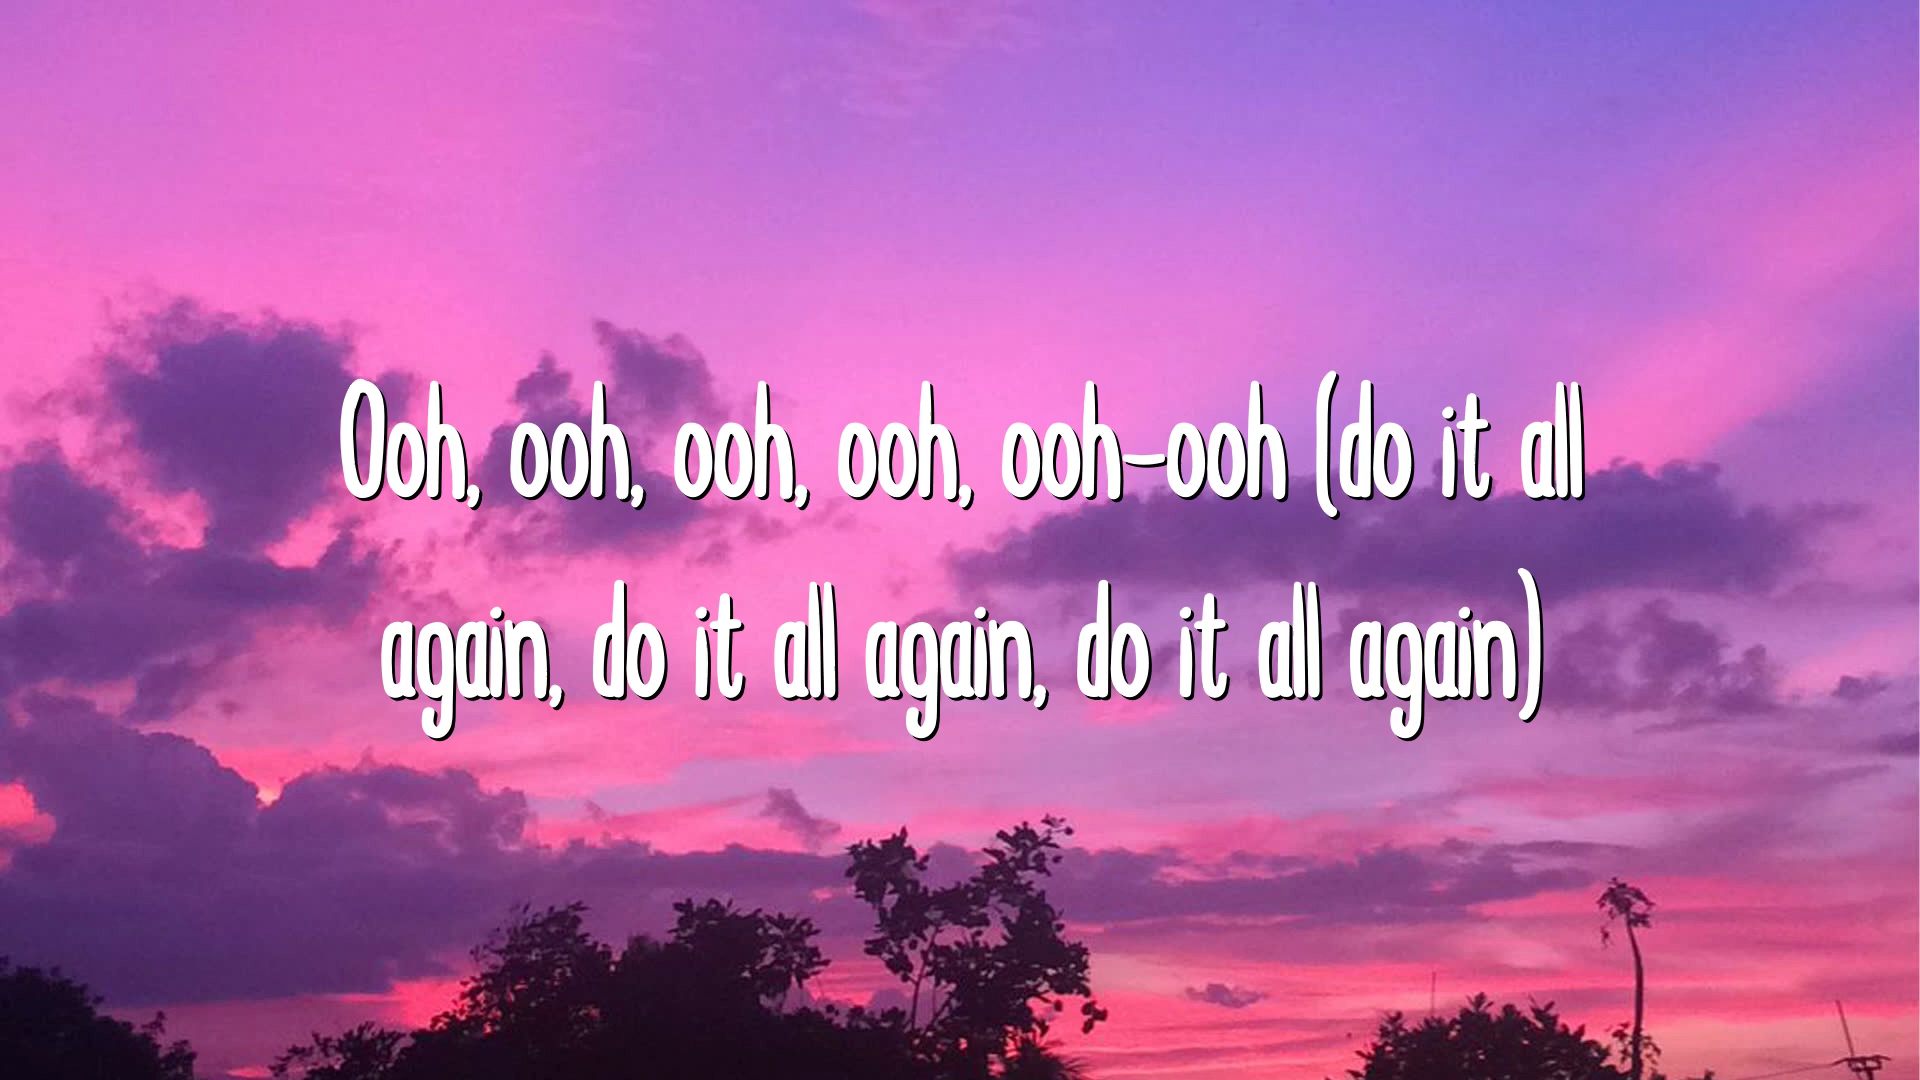 Ooh, ooh, ooh, ooh, ooh-ooh (do it all
again, do it all again, do it all again)